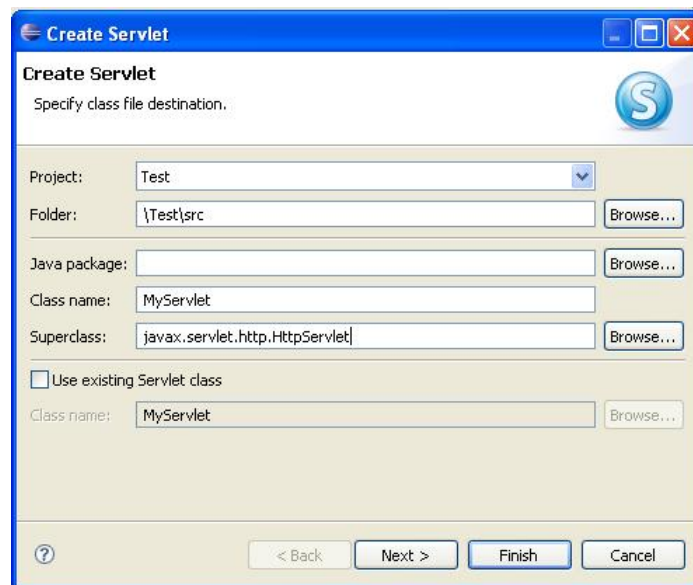 Create Servlet
Create Servlet
Specify class file destination.
S
Project: Test
Folder: \Test\src Browse...
Java package: Browse...
Class name: MyServlet
Superclass: javax.servlet.http.HttpServlet Browse...
Use existing Servlet class
Class name: MyServlet Browse...
? < Back Next > Finish Cancel